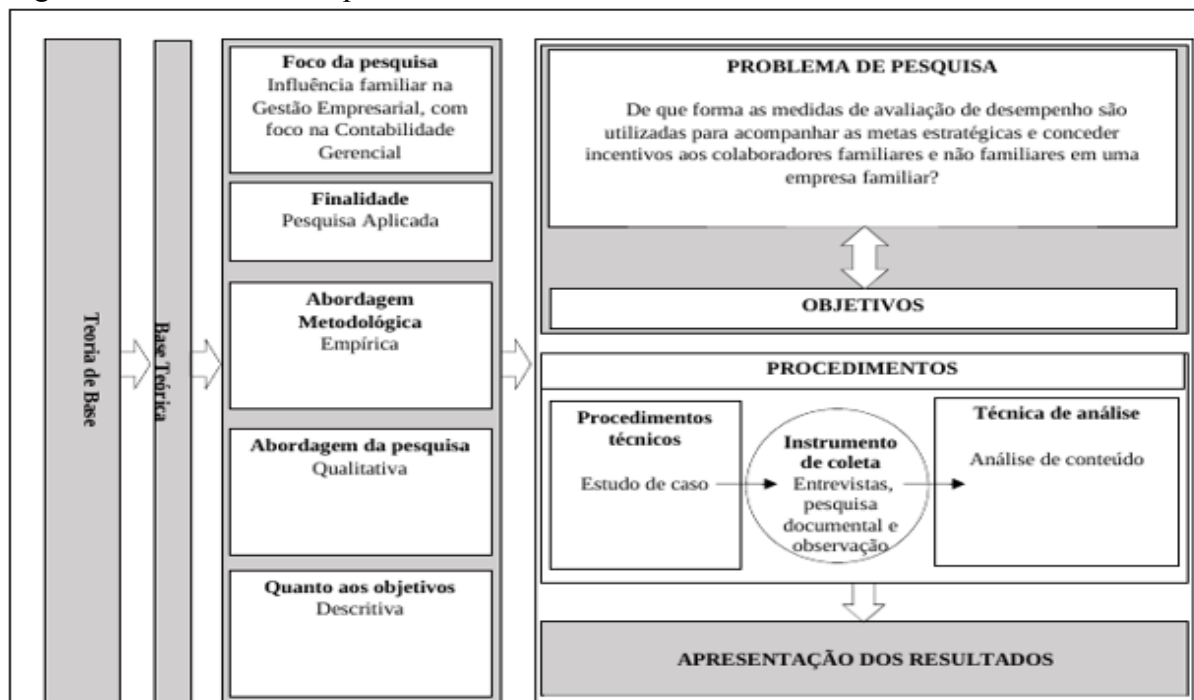 Teoria de Base
Base Teórica
Foco da pesquisa
Influência familiar na
Gestão Empresarial, com
foco na Contabilidade
Gerencial
Finalidade
Pesquisa Aplicada
Abordagem
Metodológica
Empírica
Abordagem da pesquisa
Qualitativa
Quanto aos objetivos
Descritiva
PROBLEMA DE PESQUISA
De que forma as medidas de avaliação de desempenho são
utilizadas para acompanhar as metas estratégicas e conceder
incentivos aos colaboradores familiares e não familiares em uma
empresa familiar?
OBJETIVOS
PROCEDIMENTOS
Procedimentos
técnicos
Estudo de caso
Instrumento
de coleta
Entrevistas,
pesquisa
documental e
observação
Técnica de análise
Análise de conteúdo
APRESENTAÇÃO DOS RESULTADOS